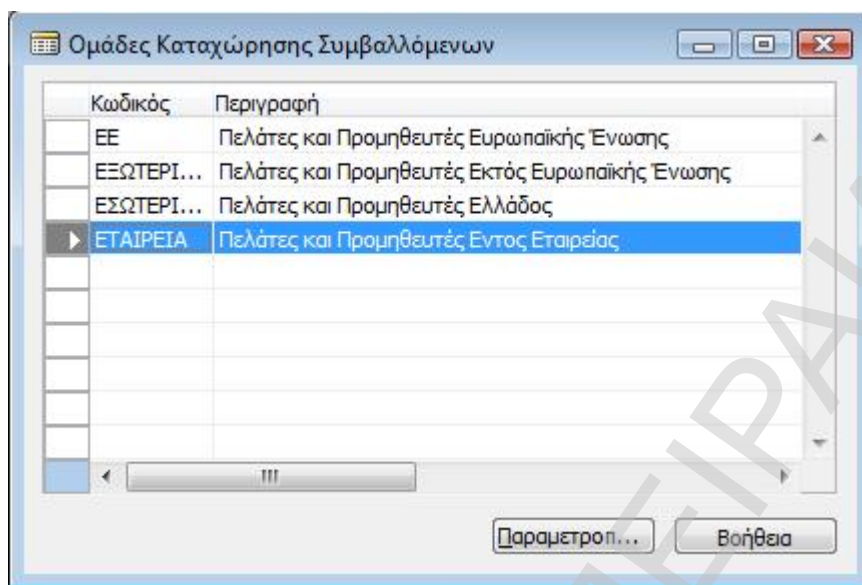 Ομάδες Καταχώρησης Συμβαλλόμενων
Κωδικός Περιγραφή
ΕΕ Πελάτες και Προμηθευτές Ευρωπαϊκής Ένωσης
ΕΞΩΤΕΡΙ... Πελάτες και Προμηθευτές Εκτός Ευρωπαϊκής Ένωσης
ΕΣΩΤΕΡΙ... Πελάτες και Προμηθευτές Ελλάδος
ΕΤΑΙΡΕΙΑ Πελάτες και Προμηθευτές Εντος Εταιρείας
Παραμετροπ... Βοήθεια